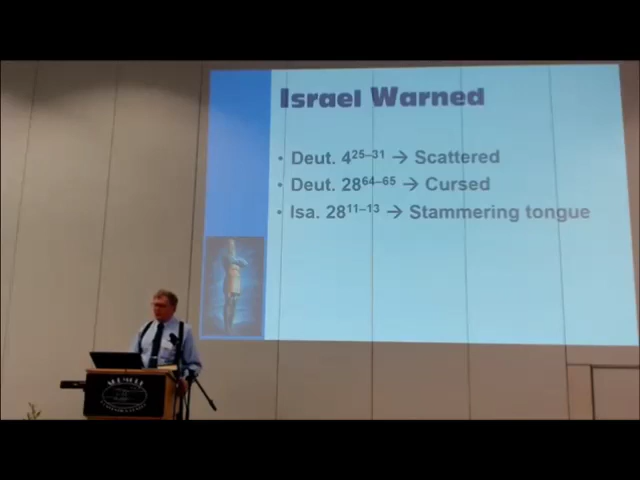 Israel Warned
• Deut. 4²⁵⁻³¹ → Scattered
• Deut. 28⁶⁴⁻⁶⁵ → Cursed
• Isa. 28¹¹⁻¹³ → Stammering tongue